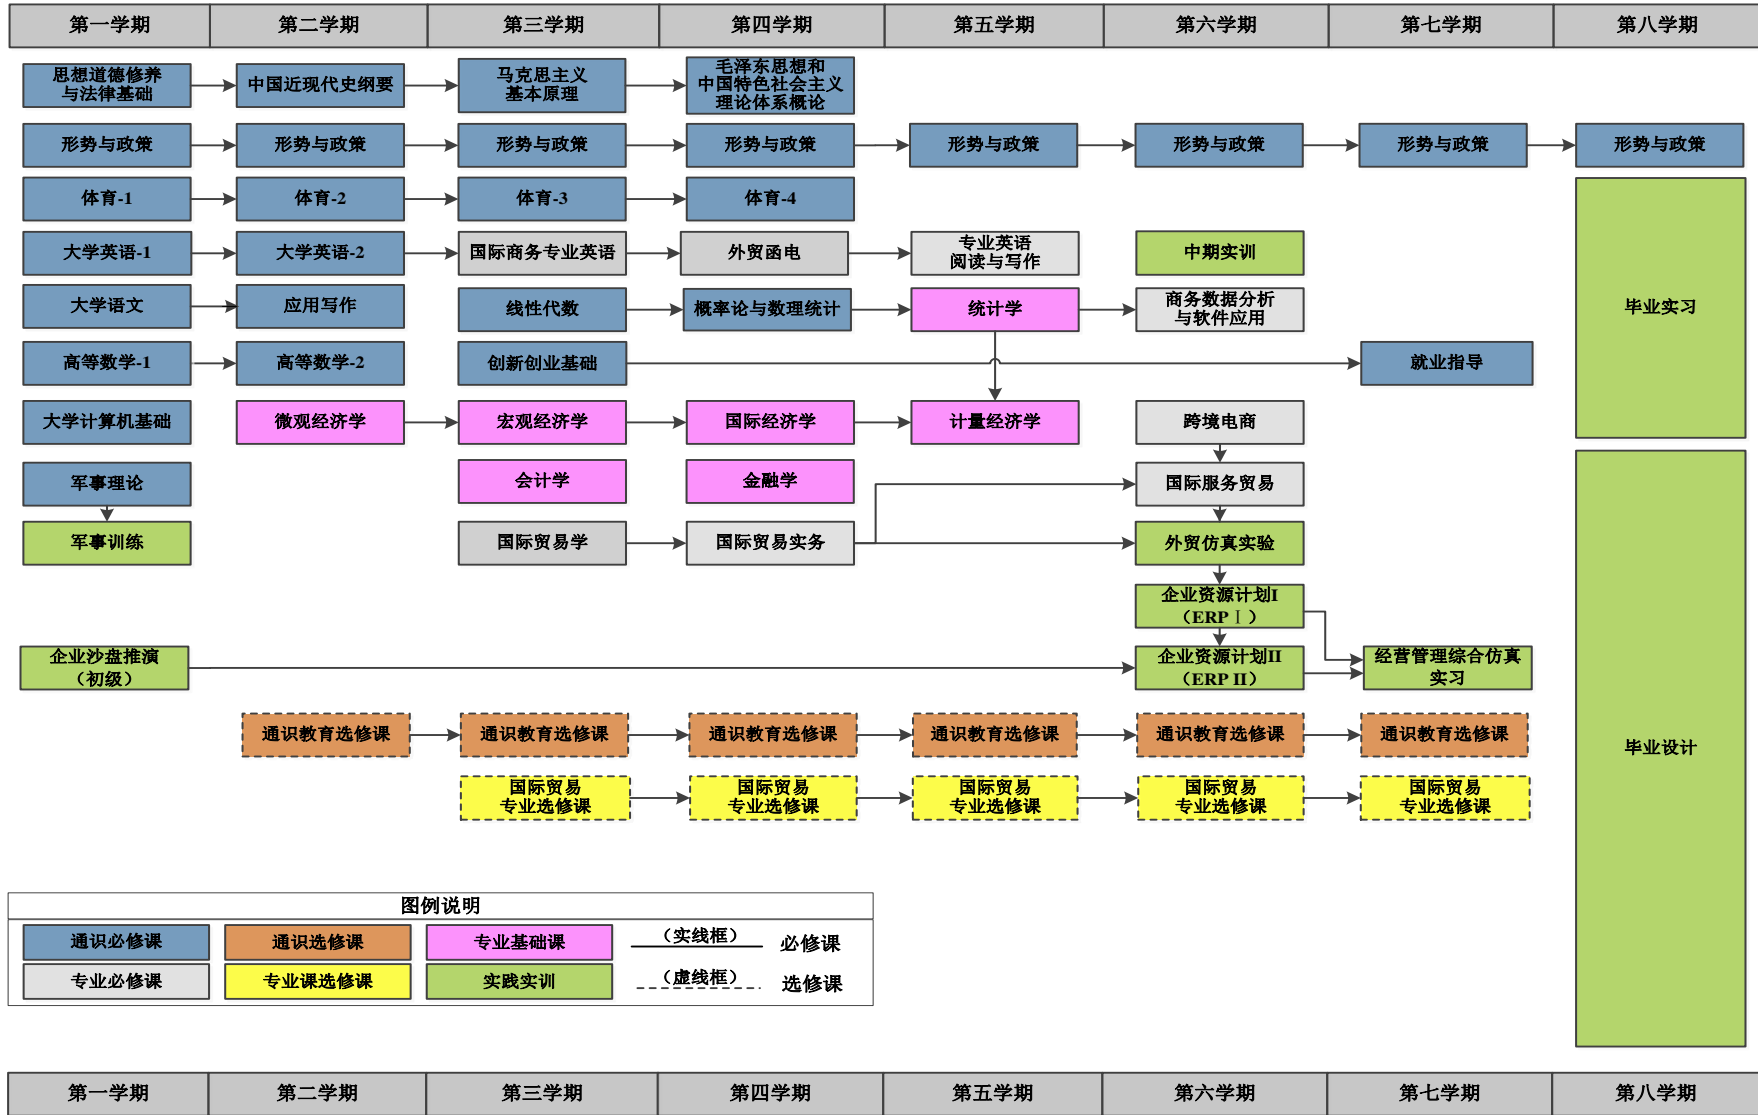 第一学期 第二学期 第三学期 第四学期 第五学期 第六学期 第七学期 第八学期
思想道德修养
与法律基础
中国近现代史纲要
马克思主义
基本原理
毛泽东思想和
中国特色社会主义
理论体系概论
形势与政策 形势与政策 形势与政策 形势与政策 形势与政策 形势与政策 形势与政策 形势与政策
体育-1 体育-2 体育-3 体育-4
大学英语-1 大学英语-2 国际商务专业英语 外贸函电
专业英语
阅读与写作
中期实训
大学语文 应用写作 线性代数 概率论与数理统计 统计学
商务数据分析
与软件应用
毕业实习
高等数学-1 高等数学-2 创新创业基础 就业指导
大学计算机基础 微观经济学 宏观经济学 国际经济学 计量经济学 跨境电商
军事理论 会计学 金融学 国际服务贸易
军事训练 国际贸易学 国际贸易实务 外贸仿真实验
企业资源计划I
（ERP Ⅰ）
企业沙盘推演
（初级）
企业资源计划II
（ERP II）
经营管理综合仿真
实习
通识教育选修课 通识教育选修课 通识教育选修课 通识教育选修课 通识教育选修课 通识教育选修课
毕业设计
国际贸易
专业选修课
国际贸易
专业选修课
国际贸易
专业选修课
国际贸易
专业选修课
国际贸易
专业选修课
图例说明
通识必修课 通识选修课 专业基础课 （实线框） 必修课
专业必修课 专业课选修课 实践实训 （虚线框） 选修课
第一学期 第二学期 第三学期 第四学期 第五学期 第六学期 第七学期 第八学期